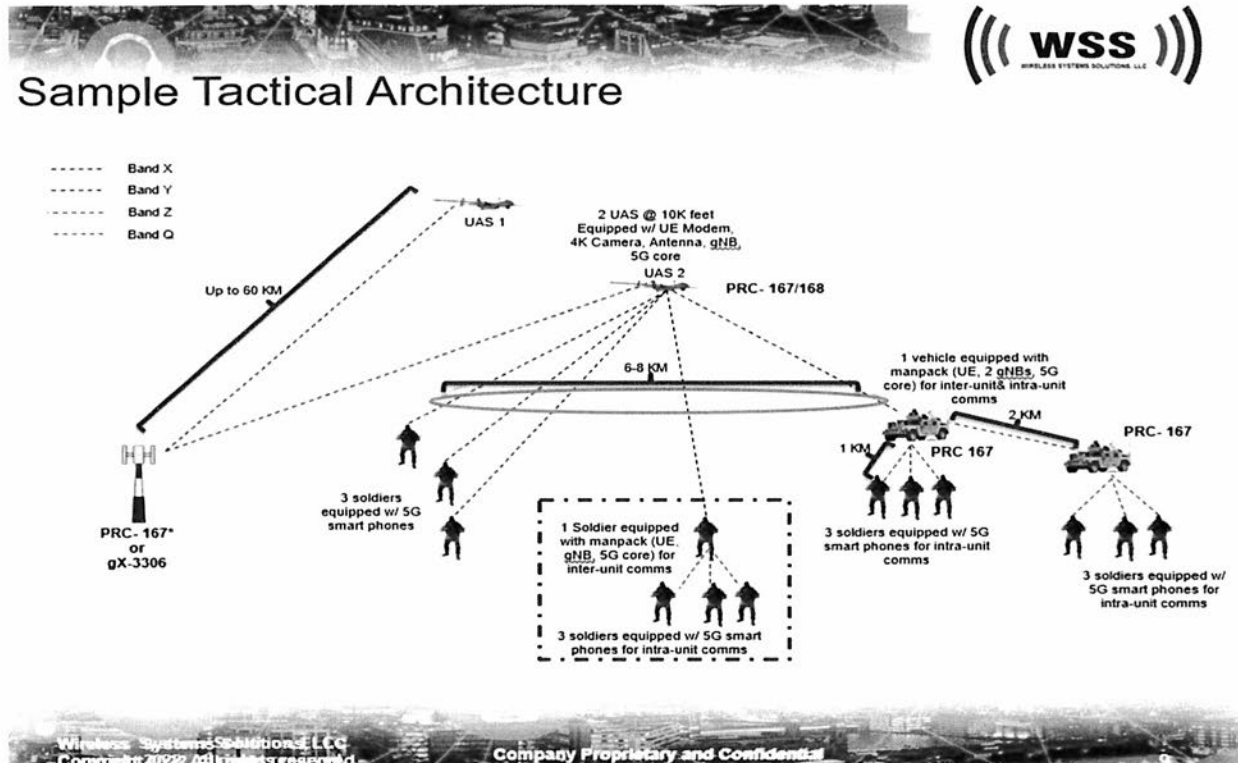 WSS
WIRELESS SYSTEMS SOLUTIONS, LLC
Sample Tactical Architecture
Band X
Band Y
Band Z
Band Q
UAS 1
2 UAS @ 10K feet
Equipped w/ UE Modem,
4K Camera, Antenna, gNB,
5G core
UAS 2
PRC- 167/168
Up to 60 KM
6-8 KM
1 vehicle equipped with
manpack (UE, 2 gNBs, 5G
core) for inter-unit& intra-unit
comms
2 KM
PRC- 167
1 KM
PRC 167
PRC- 167*
or
gX-3306
3 soldiers
equipped w/ 5G
smart phones
1 Soldier equipped
with manpack (UE,
gNB, 5G core) for
inter-unit comms
3 soldiers equipped w/ 5G smart
phones for intra-unit comms
3 soldiers equipped w/ 5G
smart phones for intra-unit
comms
3 soldiers equipped w/
5G smart phones for
intra-unit comms
Wireless Systems Solutions, LLC
Company Proprietary and Confidential
9